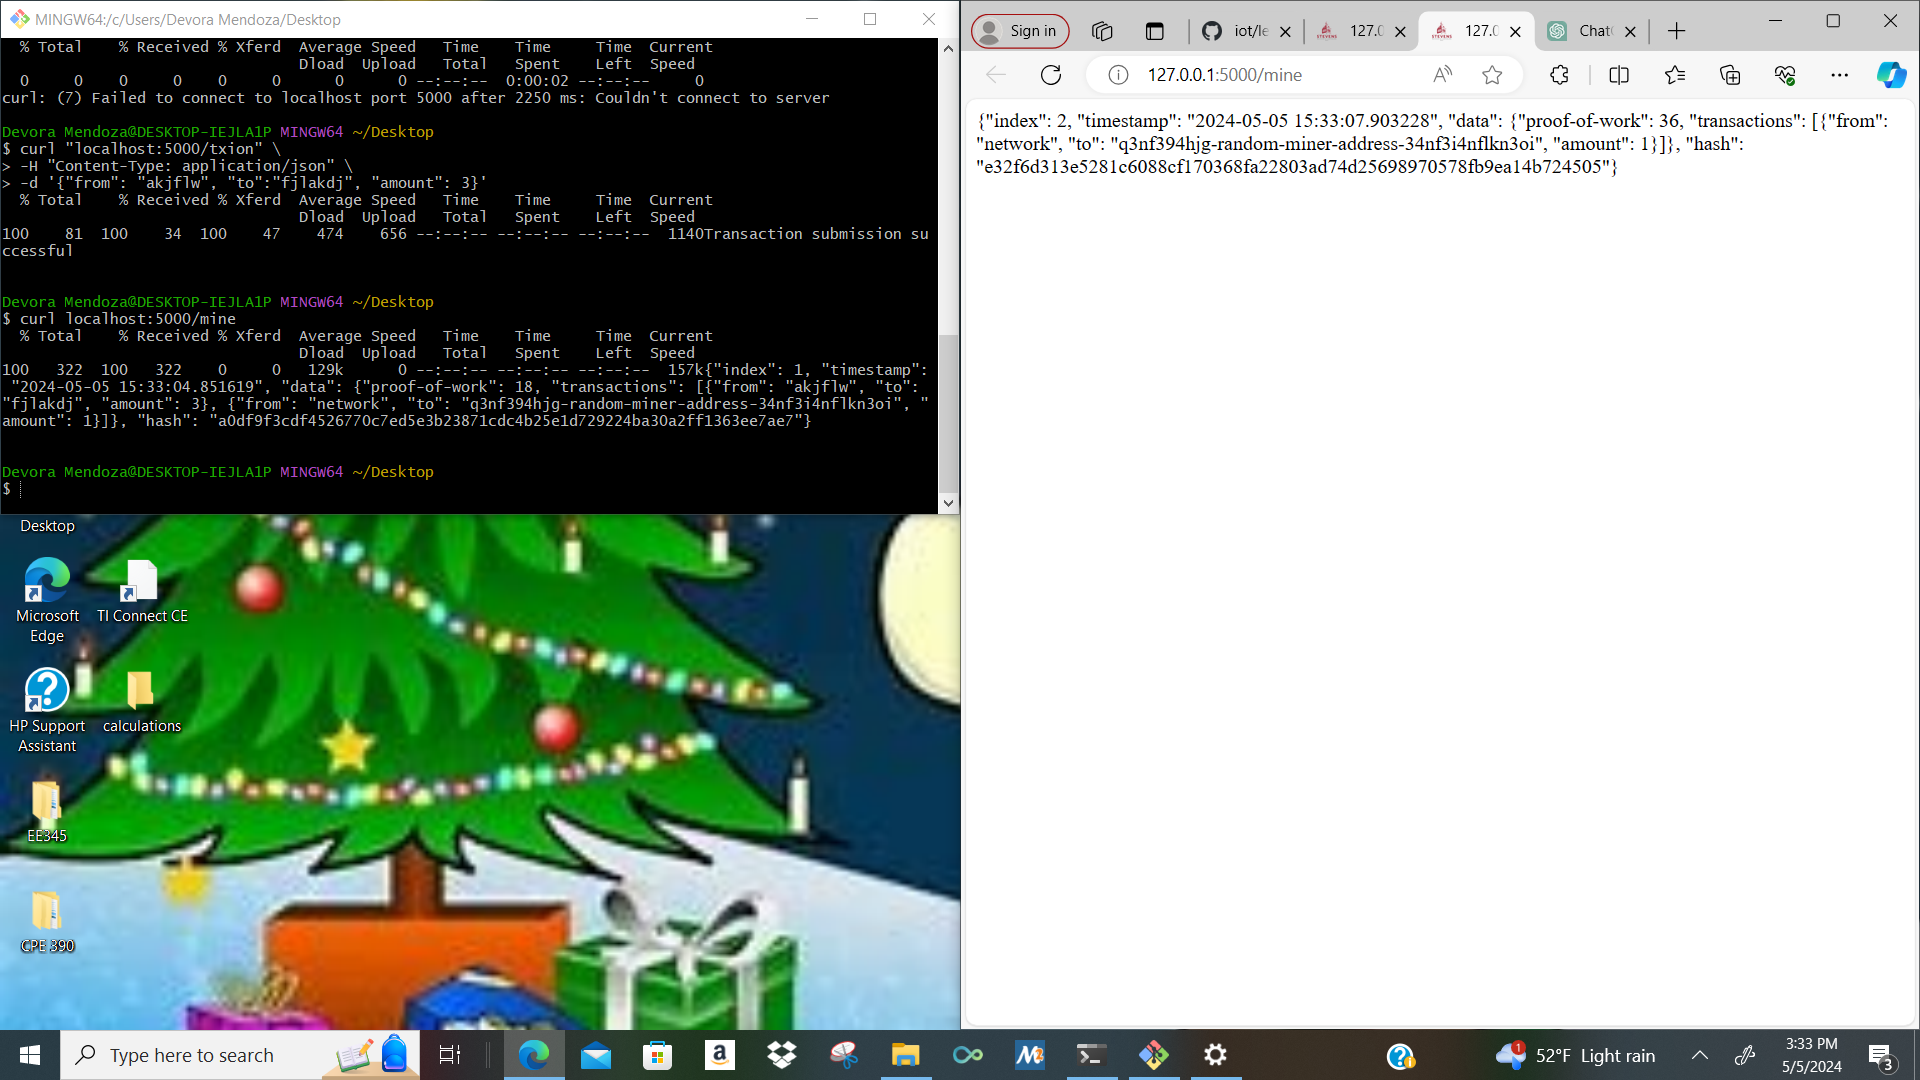 MINGW64:/c/Users/Devora Mendoza/Desktop
% Total    % Received % Xferd  Average Speed   Time    Time     Time  Current
Dload  Upload   Total   Spent    Left  Speed
0     0    0     0    0     0      0      0 --:--:--  0:00:02 --:--:--     0
curl: (7) Failed to connect to localhost port 5000 after 2250 ms: Couldn't connect to server
Devora Mendoza@DESKTOP-IEJLA1P MINGW64 ~/Desktop
$ curl "localhost:5000/txion" \
> -H "Content-Type: application/json" \
> -d '{"from": "akjflw", "to":"fjlakdj", "amount": 3}'
% Total    % Received % Xferd  Average Speed   Time    Time     Time  Current
Dload  Upload   Total   Spent    Left  Speed
100    81  100    34  100    47    474    656 --:--:-- --:--:-- --:--:--  1140Transaction submission su
ccessful
Devora Mendoza@DESKTOP-IEJLA1P MINGW64 ~/Desktop
$ curl localhost:5000/mine
% Total    % Received % Xferd  Average Speed   Time    Time     Time  Current
Dload  Upload   Total   Spent    Left  Speed
100   322  100   322    0     0   129k      0 --:--:-- --:--:-- --:--:--  157k{"index": 1, "timestamp":
"2024-05-05 15:33:04.851619", "data": {"proof-of-work": 18, "transactions": [{"from": "akjflw", "to":
"fjlakdj", "amount": 3}, {"from": "network", "to": "q3nf394hjg-random-miner-address-34nf3i4nflkn3oi", "
amount": 1}]}, "hash": "a0df9f3cdf4526770c7ed5e3b23871cdc4b25e1d729224ba30a2ff1363ee7ae7"}
Devora Mendoza@DESKTOP-IEJLA1P MINGW64 ~/Desktop
$
Desktop
Microsoft
Edge
TI Connect CE
HP Support
Assistant
calculations
EE345
CPE 390
Sign in
iot/le
127.0
127.0
Chat
127.0.0.1:5000/mine
{"index": 2, "timestamp": "2024-05-05 15:33:07.903228", "data": {"proof-of-work": 36, "transactions": [{"from":
"network", "to": "q3nf394hjg-random-miner-address-34nf3i4nflkn3oi", "amount": 1}]}, "hash":
"e32f6d313e5281c6088cf170368fa22803ad74d25698970578fb9ea14b724505"}
Type here to search
1
52°F Light rain
3:33 PM
5/5/2024
3